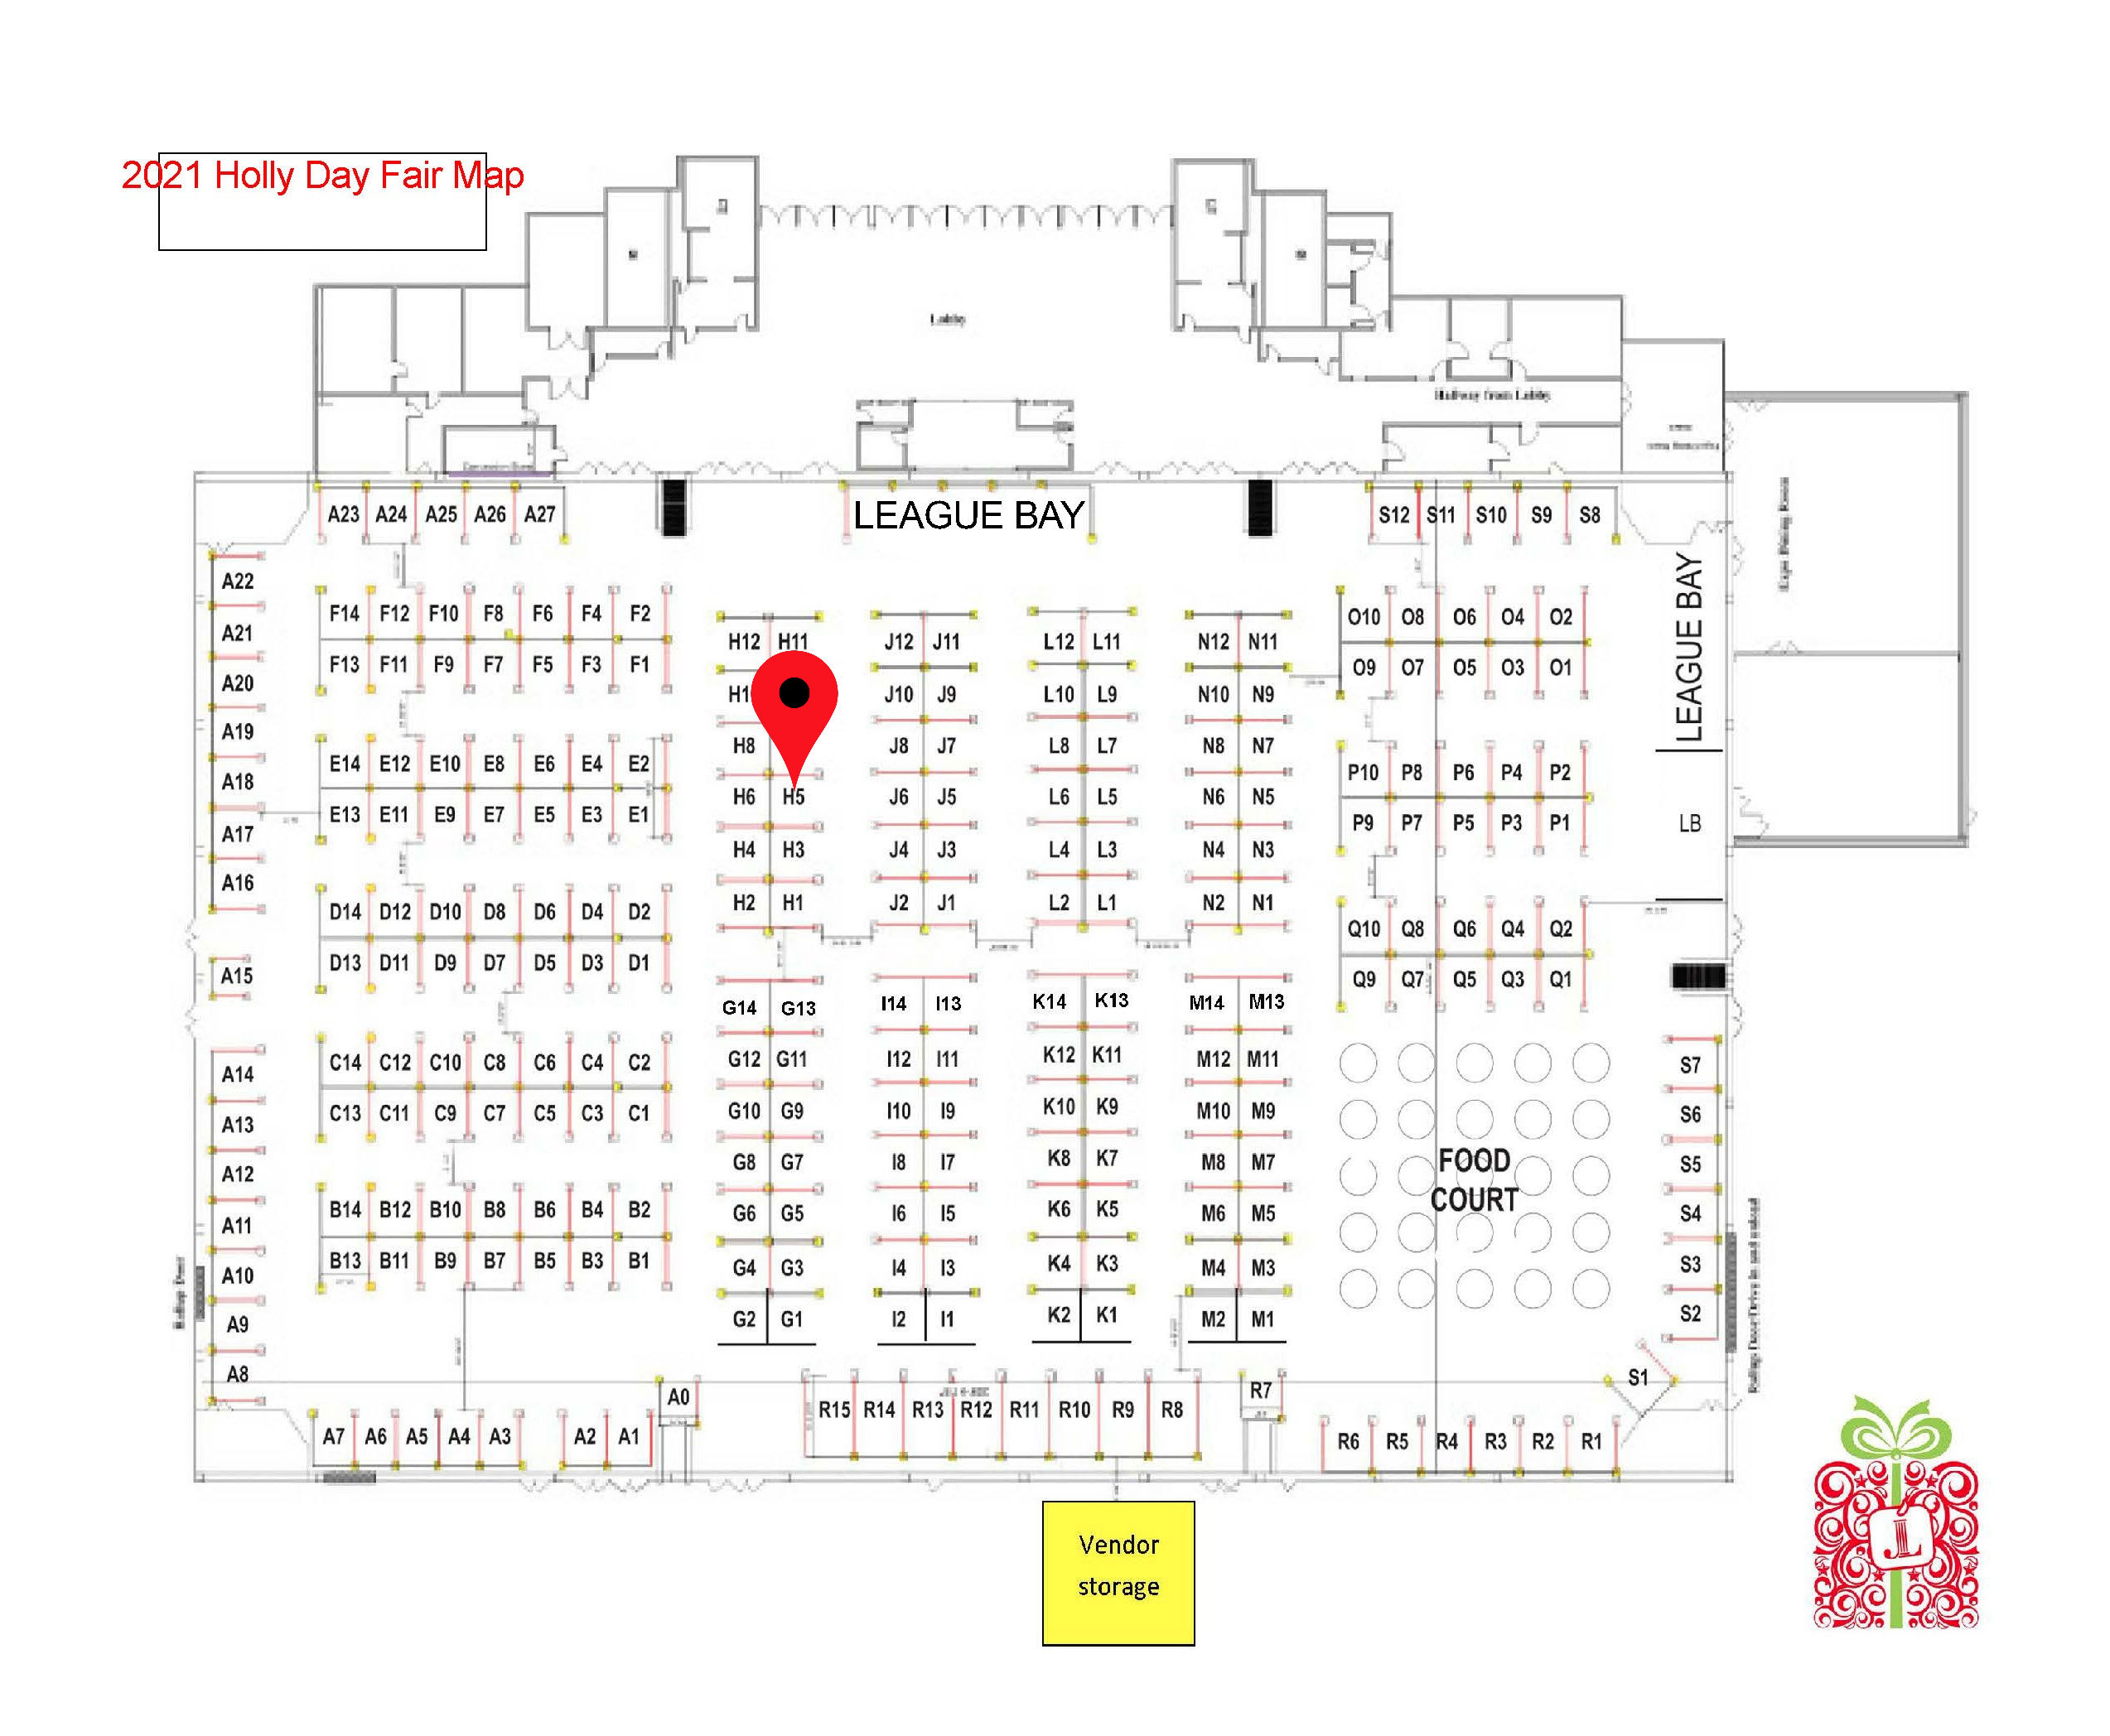 2021 Holly Day Fair Map
Lobby
Hallway from Lobby
LEAGUE BAY
A23 A24 A25 A26 A27
S12 S11 S10 S9 S8
A22
A21
A20
A19
A18
A17
A16
A15
A14
A13
A12
A11
A10
A9
A8
F14 F12 F10 F8 F6 F4 F2
F13 F11 F9 F7 F5 F3 F1
E14 E12 E10 E8 E6 E4 E2
E13 E11 E9 E7 E5 E3 E1
D14 D12 D10 D8 D6 D4 D2
D13 D11 D9 D7 D5 D3 D1
C14 C12 C10 C8 C6 C4 C2
C13 C11 C9 C7 C5 C3 C1
B14 B12 B10 B8 B6 B4 B2
B13 B11 B9 B7 B5 B3 B1
H12 H11
H1
H8
H6 H5
H4 H3
H2 H1
G14 G13
G12 G11
G10 G9
G8 G7
G6 G5
G4 G3
G2 G1
J12 J11
J10 J9
J8 J7
J6 J5
J4 J3
J2 J1
I14 I13
I12 I11
I10 I9
I8 I7
I6 I5
I4 I3
I2 I1
L12 L11
L10 L9
L8 L7
L6 L5
L4 L3
L2 L1
K14 K13
K12 K11
K10 K9
K8 K7
K6 K5
K4 K3
K2 K1
N12 N11
N10 N9
N8 N7
N6 N5
N4 N3
N2 N1
M14 M13
M12 M11
M10 M9
M8 M7
M6 M5
M4 M3
M2 M1
O10 O8 O6 O4 O2
O9 O7 O5 O3 O1
P10 P8 P6 P4 P2
P9 P7 P5 P3 P1
Q10 Q8 Q6 Q4 Q2
Q9 Q7 Q5 Q3 Q1
LEAGUE BAY
LB
FOOD
COURT
S7
S6
S5
S4
S3
S2
S1
A7 A6 A5 A4 A3 A2 A1
A0
R15 R14 R13 R12 R11 R10 R9 R8
R7
R6 R5 R4 R3 R2 R1
Vendor
storage
JL